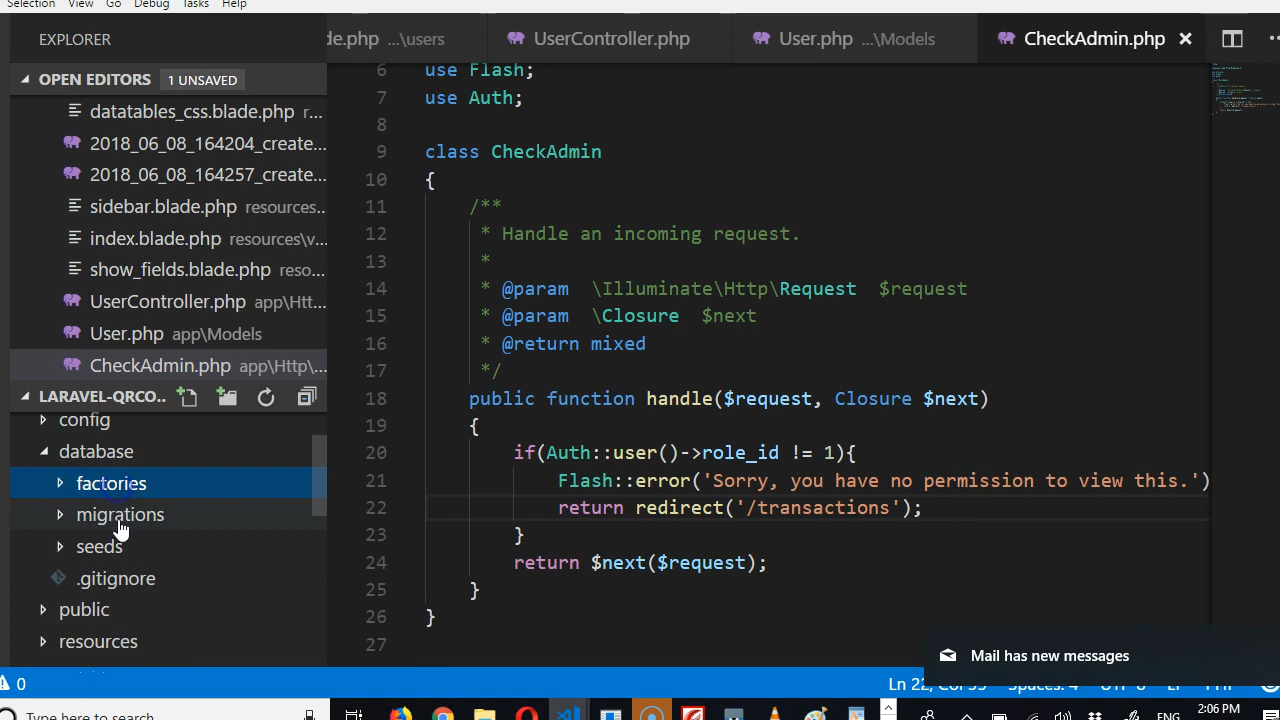 Selection View Go Debug Tasks Help
EXPLORER
de.php ...\users
UserController.php
User.php ...\Models
CheckAdmin.php
OPEN EDITORS 1 UNSAVED
datatables_css.blade.php r...
2018_06_08_164204_create...
2018_06_08_164257_create...
sidebar.blade.php resources...
index.blade.php resources\v...
show_fields.blade.php reso...
UserController.php app\Htt...
User.php app\Models
CheckAdmin.php app\Http\...
LARAVEL-QRCO...
config
database
factories
migrations
seeds
.gitignore
public
resources
6 use Flash;
7 use Auth;
8
9 class CheckAdmin
10 {
11 /**
12 * Handle an incoming request.
13 *
14 * @param \Illuminate\Http\Request $request
15 * @param \Closure $next
16 * @return mixed
17 */
18 public function handle($request, Closure $next)
19 {
20 if(Auth::user()->role_id != 1){
21 Flash::error('Sorry, you have no permission to view this.')
22 return redirect('/transactions');
23 }
24 return $next($request);
25 }
26 }
27
Mail has new messages
0
Ln 22,
Type here to search
ENG
2:06 PM